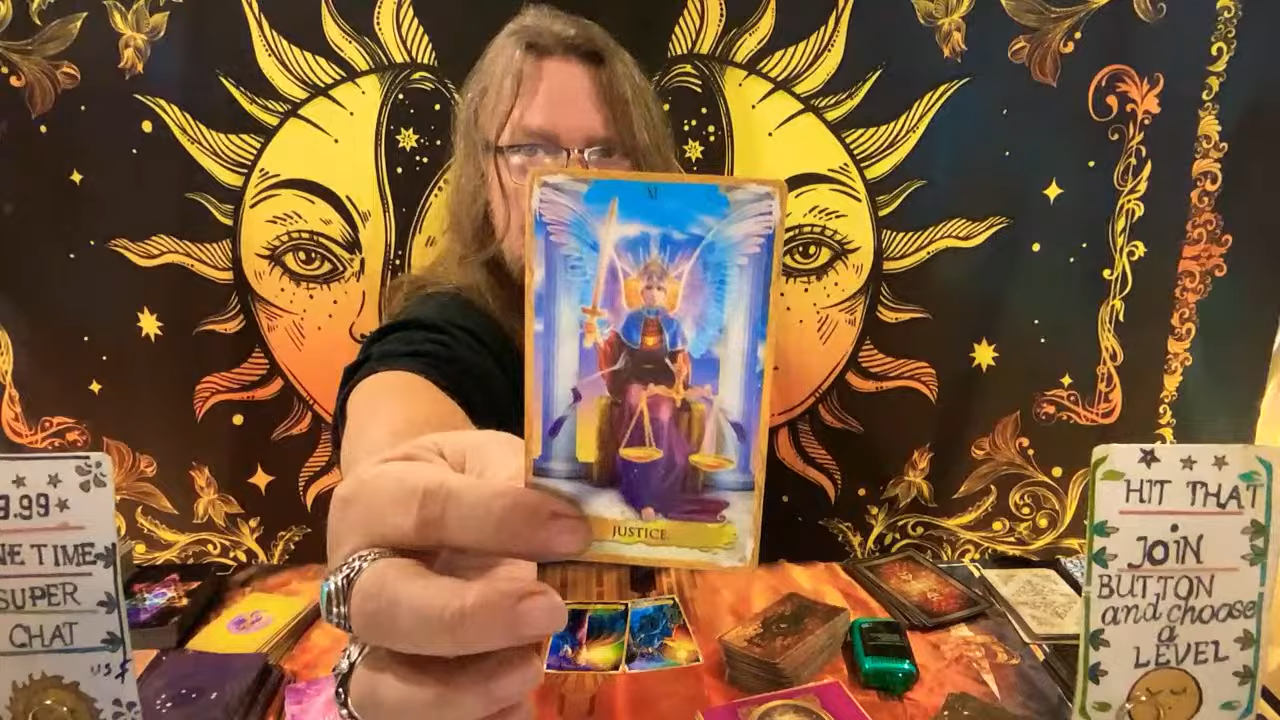 XI
JUSTICE
9.99
NE TIME
SUPER
CHAT
US$
HIT THAT
JOiN
BUTTON
and choose
a
LEVEL